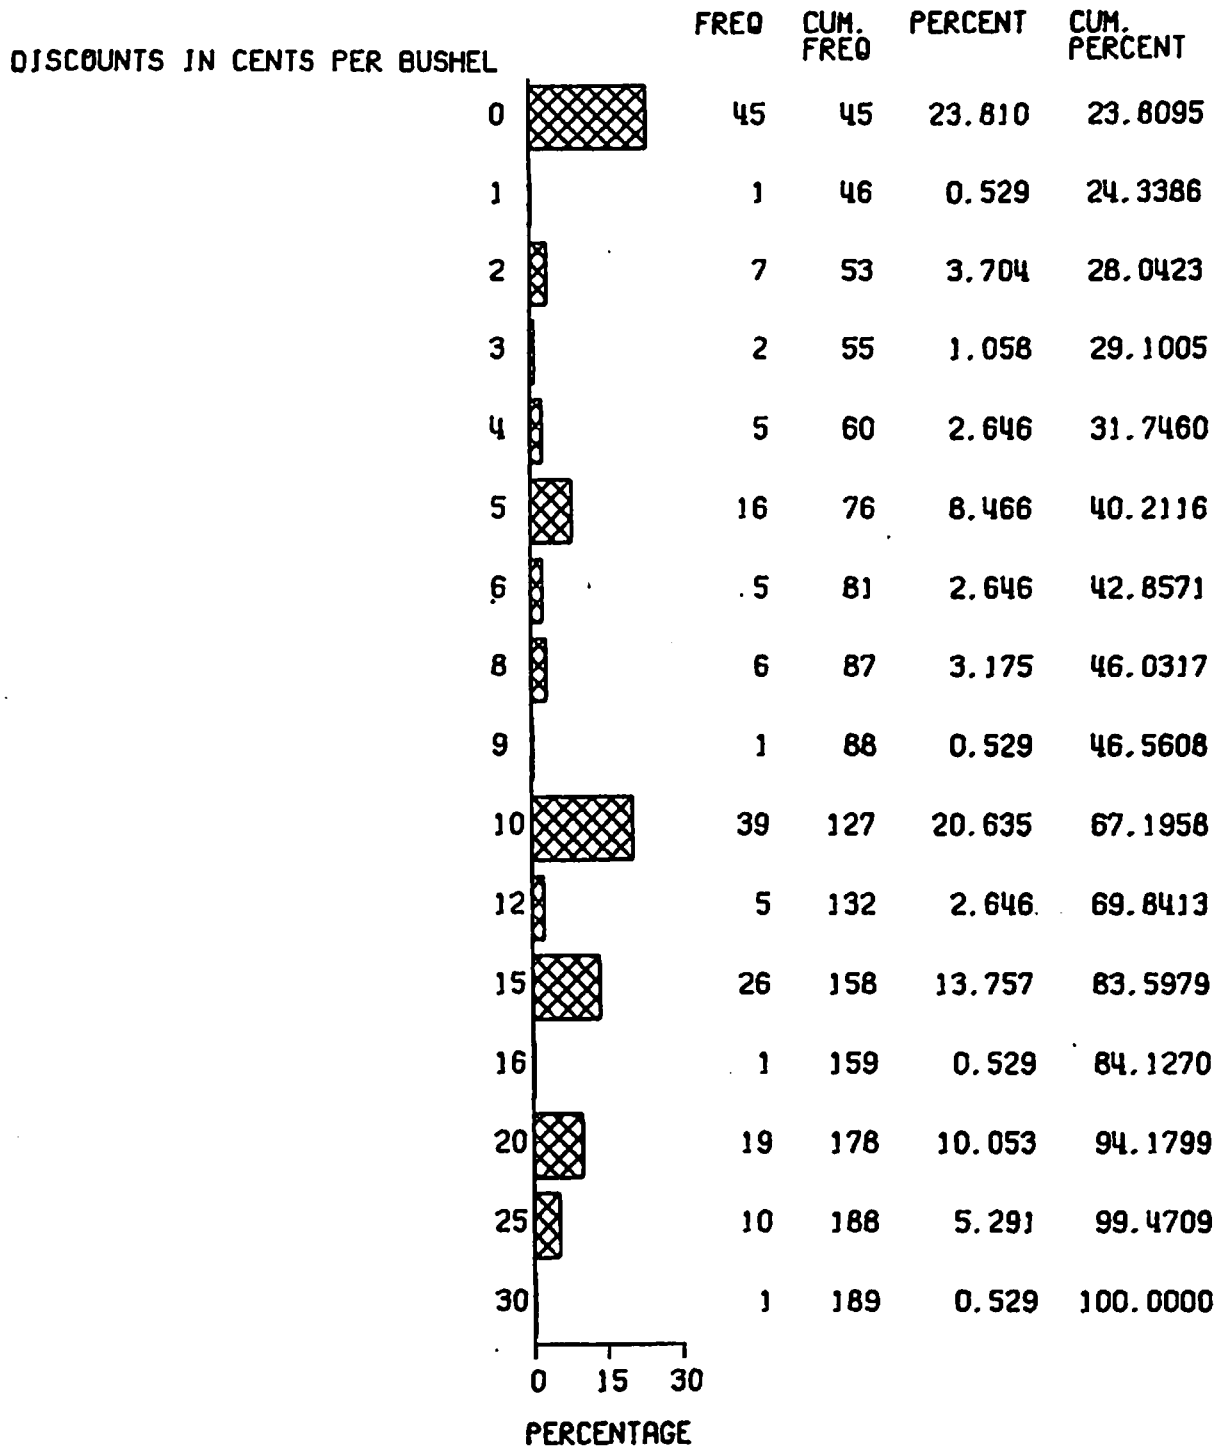 FREQ CUM. FREQ PERCENT CUM. PERCENT
DISCOUNTS IN CENTS PER BUSHEL
0 45 45 23.810 23.8095
1 1 46 0.529 24.3386
2 7 53 3.704 28.0423
3 2 55 1.058 29.1005
4 5 60 2.646 31.7460
5 16 76 8.466 40.2116
6 5 81 2.646 42.8571
8 6 87 3.175 46.0317
9 1 88 0.529 46.5608
10 39 127 20.635 67.1958
12 5 132 2.646 69.8413
15 26 158 13.757 83.5979
16 1 159 0.529 84.1270
20 19 178 10.053 94.1799
25 10 188 5.291 99.4709
30 1 189 0.529 100.0000
0 15 30
PERCENTAGE